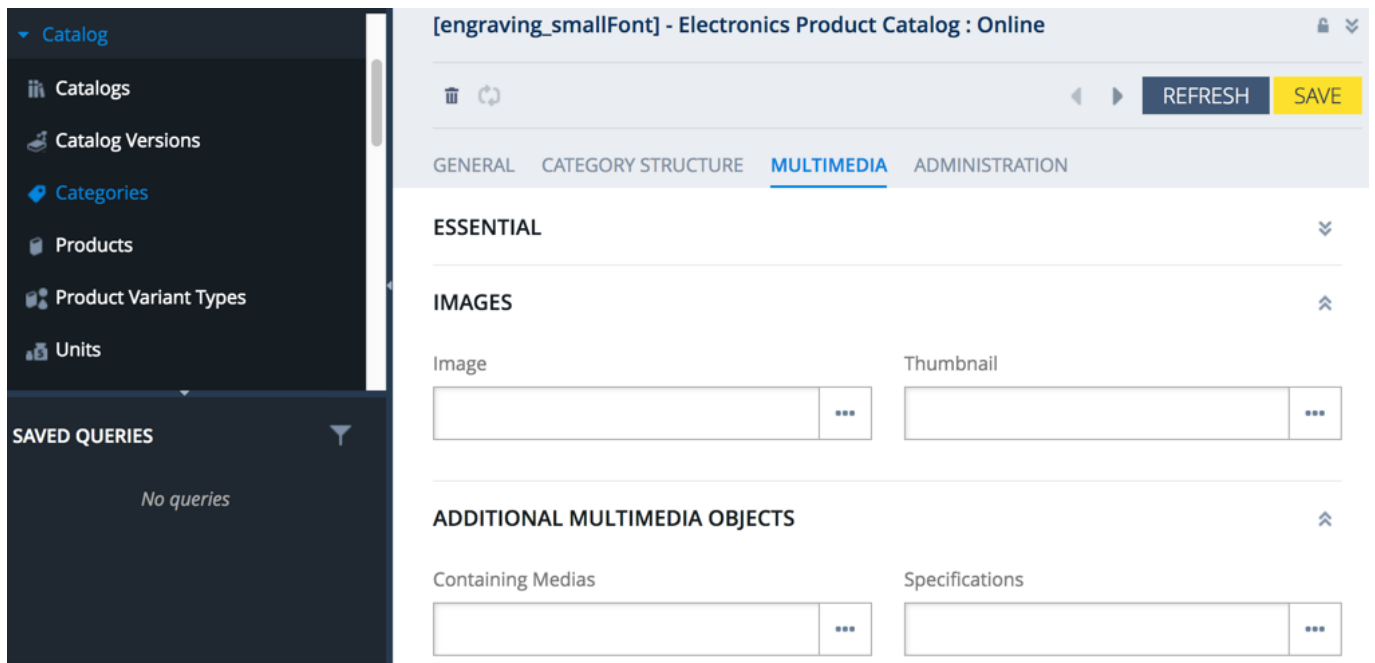 Catalog
Catalogs
Catalog Versions
Categories
Products
Product Variant Types
Units
SAVED QUERIES
No queries
[engraving_smallFont] - Electronics Product Catalog : Online
REFRESH SAVE
GENERAL CATEGORY STRUCTURE MULTIMEDIA ADMINISTRATION
ESSENTIAL
IMAGES
Image Thumbnail
ADDITIONAL MULTIMEDIA OBJECTS
Containing Medias Specifications